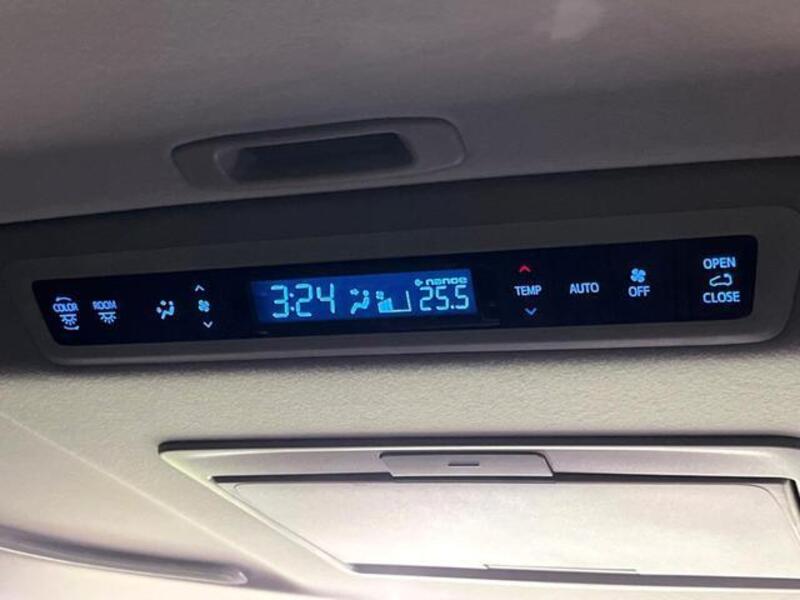 COLOR
ROOM
3:24
nanoe
25.5
TEMP
AUTO
OFF
OPEN
CLOSE